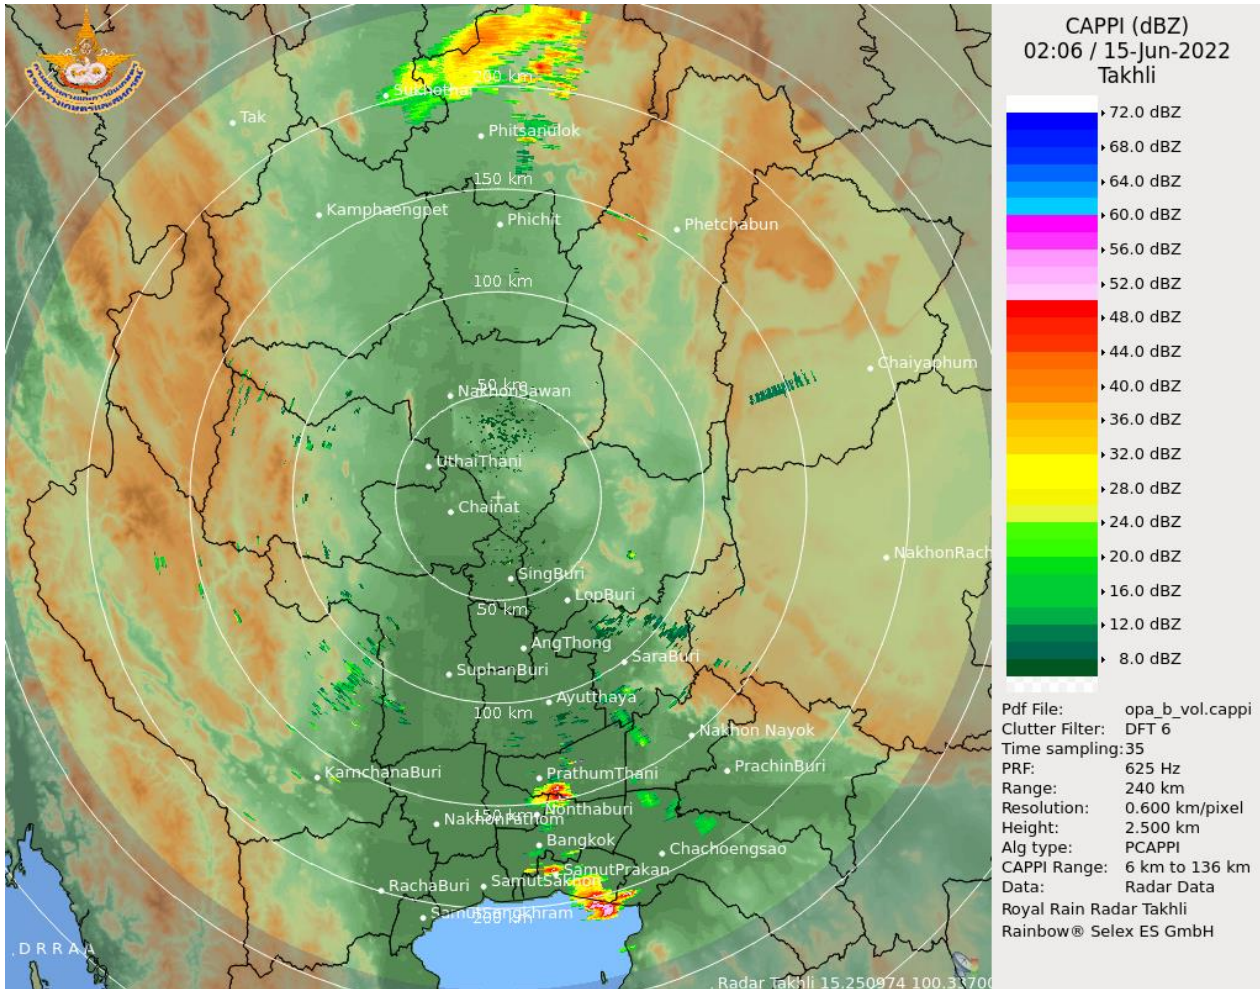 CAPPI (dBZ)
02:06 / 15-Jun-2022
Takhli
72.0 dBZ
68.0 dBZ
64.0 dBZ
60.0 dBZ
56.0 dBZ
52.0 dBZ
48.0 dBZ
44.0 dBZ
40.0 dBZ
36.0 dBZ
32.0 dBZ
28.0 dBZ
24.0 dBZ
20.0 dBZ
16.0 dBZ
12.0 dBZ
8.0 dBZ
Pdf File: opa_b_vol.cappi
Clutter Filter: DFT 6
Time sampling: 35
PRF: 625 Hz
Range: 240 km
Resolution: 0.600 km/pixel
Height: 2.500 km
Alg type: PCAPPI
CAPPI Range: 6 km to 136 km
Data: Radar Data
Royal Rain Radar Takhli
Rainbow® Selex ES GmbH
200 km
Sukhothai
Tak
Phitsanulok
150 km
Kamphaengpet
Phichit
Phetchabun
100 km
Chaiyaphum
50 km
NakhonSawan
UthaiThani
Chainat
NakhonRach
SingBuri
LopBuri
50 km
AngThong
SaraBuri
SuphanBuri
Ayutthaya
100 km
Nakhon Nayok
KanchanaBuri
PrathumThani
PrachinBuri
150 km
Nonthaburi
NakhonPathom
Bangkok
Chachoengsao
SamutPrakan
RachaBuri
SamutSakhon
SamutSongkhram
200 km
D R R A A
Radar Takhli 15.250974 100.33700